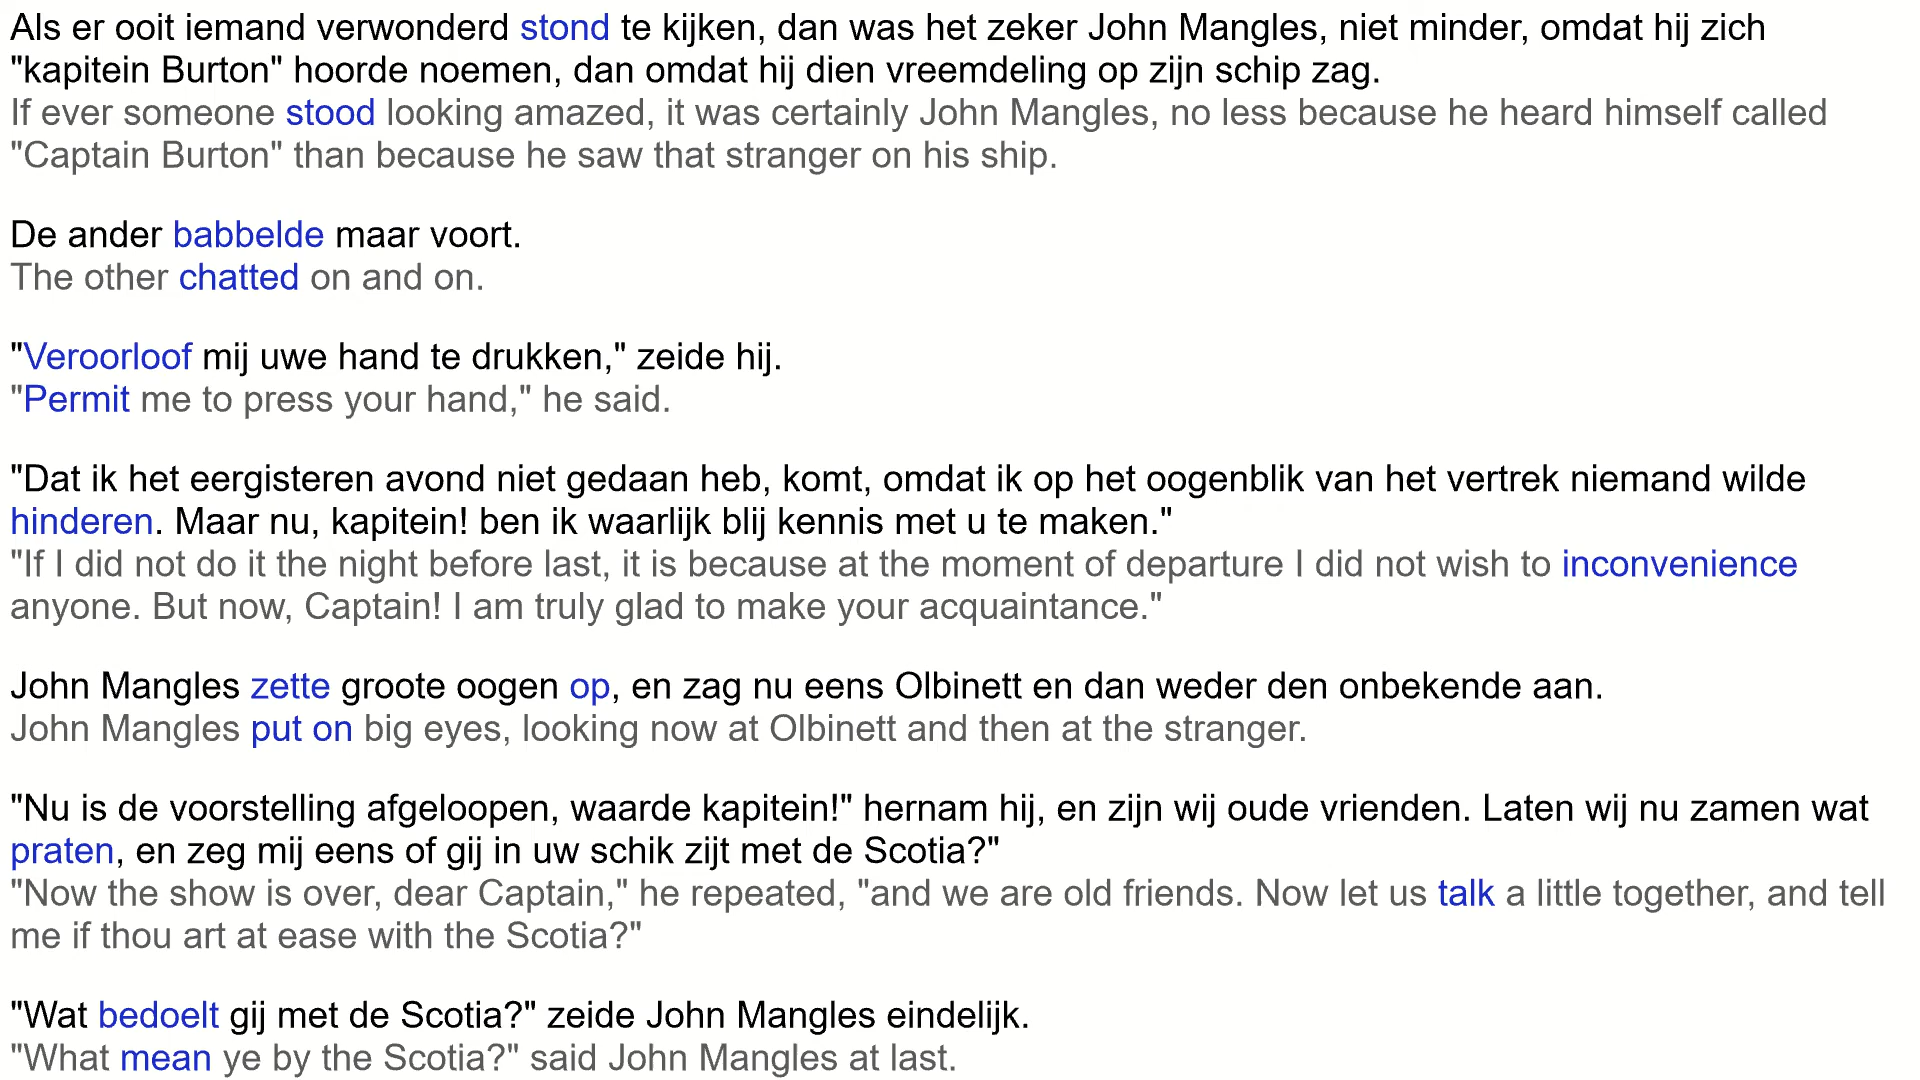 Als er ooit iemand verwonderd stond te kijken, dan was het zeker John Mangles, niet minder, omdat hij zich
"kapitein Burton" hoorde noemen, dan omdat hij dien vreemdeling op zijn schip zag.
If ever someone stood looking amazed, it was certainly John Mangles, no less because he heard himself called
"Captain Burton" than because he saw that stranger on his ship.
De ander babbelde maar voort.
The other chatted on and on.
"Veroorloof mij uwe hand te drukken," zeide hij.
"Permit me to press your hand," he said.
"Dat ik het eergisteren avond niet gedaan heb, komt, omdat ik op het oogenblik van het vertrek niemand wilde
hinderen. Maar nu, kapitein! ben ik waarlijk blij kennis met u te maken."
"If I did not do it the night before last, it is because at the moment of departure I did not wish to inconvenience
anyone. But now, Captain! I am truly glad to make your acquaintance."
John Mangles zette groote oogen op, en zag nu eens Olbinett en dan weder den onbekende aan.
John Mangles put on big eyes, looking now at Olbinett and then at the stranger.
"Nu is de voorstelling afgeloopen, waarde kapitein!" hernam hij, en zijn wij oude vrienden. Laten wij nu zamen wat
praten, en zeg mij eens of gij in uw schik zijt met de Scotia?"
"Now the show is over, dear Captain," he repeated, "and we are old friends. Now let us talk a little together, and tell
me if thou art at ease with the Scotia?"
"Wat bedoelt gij met de Scotia?" zeide John Mangles eindelijk.
"What mean ye by the Scotia?" said John Mangles at last.